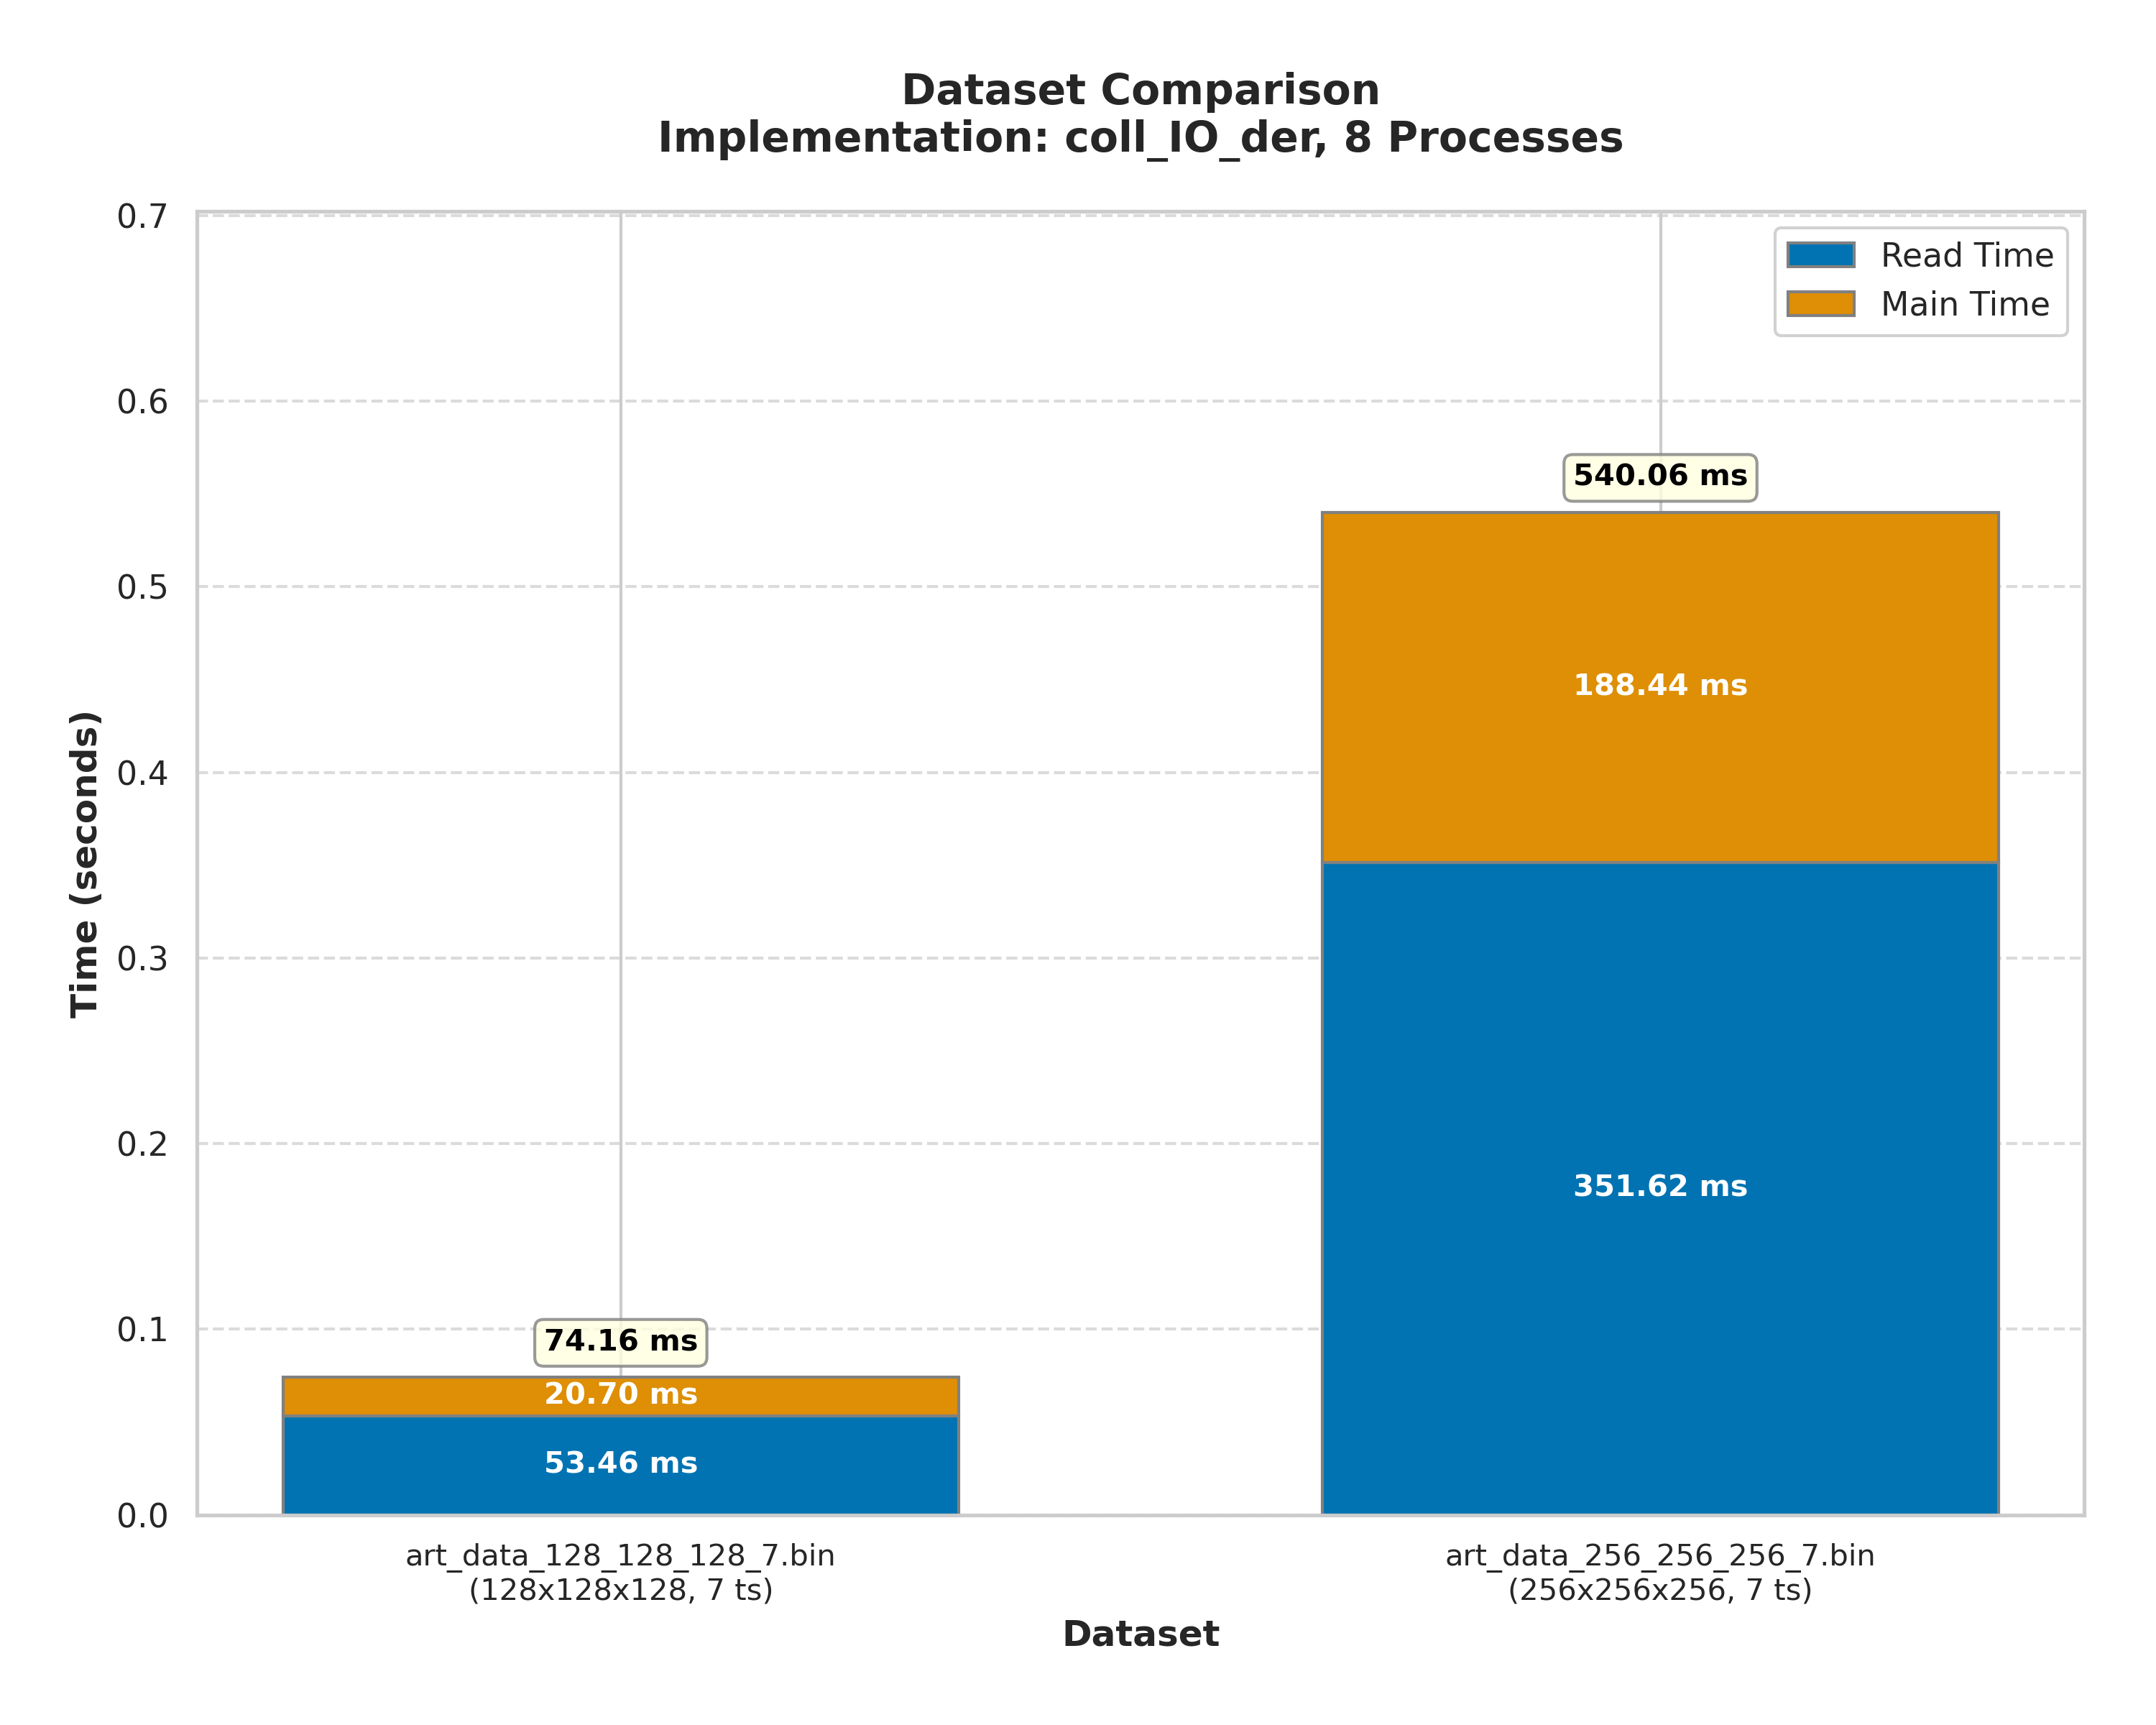 Dataset Comparison
Implementation: coll_IO_der, 8 Processes
Read Time
Main Time
Time (seconds)
0.7
0.6
0.5
0.4
0.3
0.2
0.1
0.0
540.06 ms
188.44 ms
351.62 ms
74.16 ms
20.70 ms
53.46 ms
art_data_128_128_128_7.bin
(128x128x128, 7 ts)
art_data_256_256_256_7.bin
(256x256x256, 7 ts)
Dataset